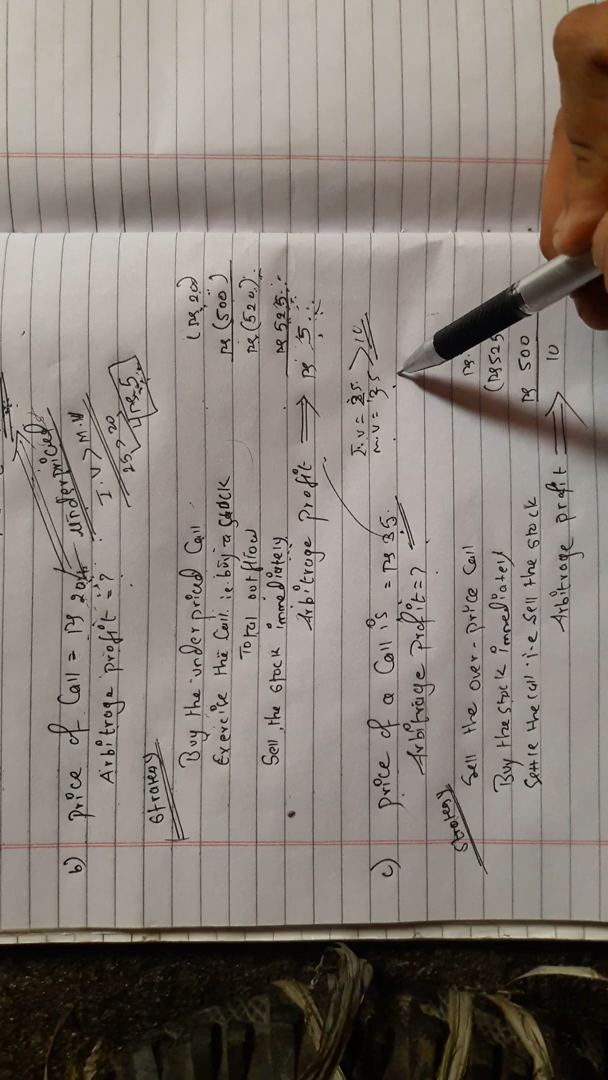 b) price of Call = Rs 20/- underpriced
I.V > M.V
Arbitrage profit = ?
25 > 20
Rs 5
Strategy
Buy the underpriced Call (Rs 20)
Exercise the Call i.e buy a stock Rs (500)
Total outflow Rs (520)
Sell the stock immediately Rs 525
Arbitrage profit ⇒ Rs 5
c) price of a Call is = Rs 35
I.V = 25
M.V = 35 > 10
Arbitrage profit = ?
Strategy
Sell the over-price Call Rs.
Buy the stock immediately (Rs 525
Settle the call i.e Sell the stock Rs 500
Arbitrage profit ⇒ 10